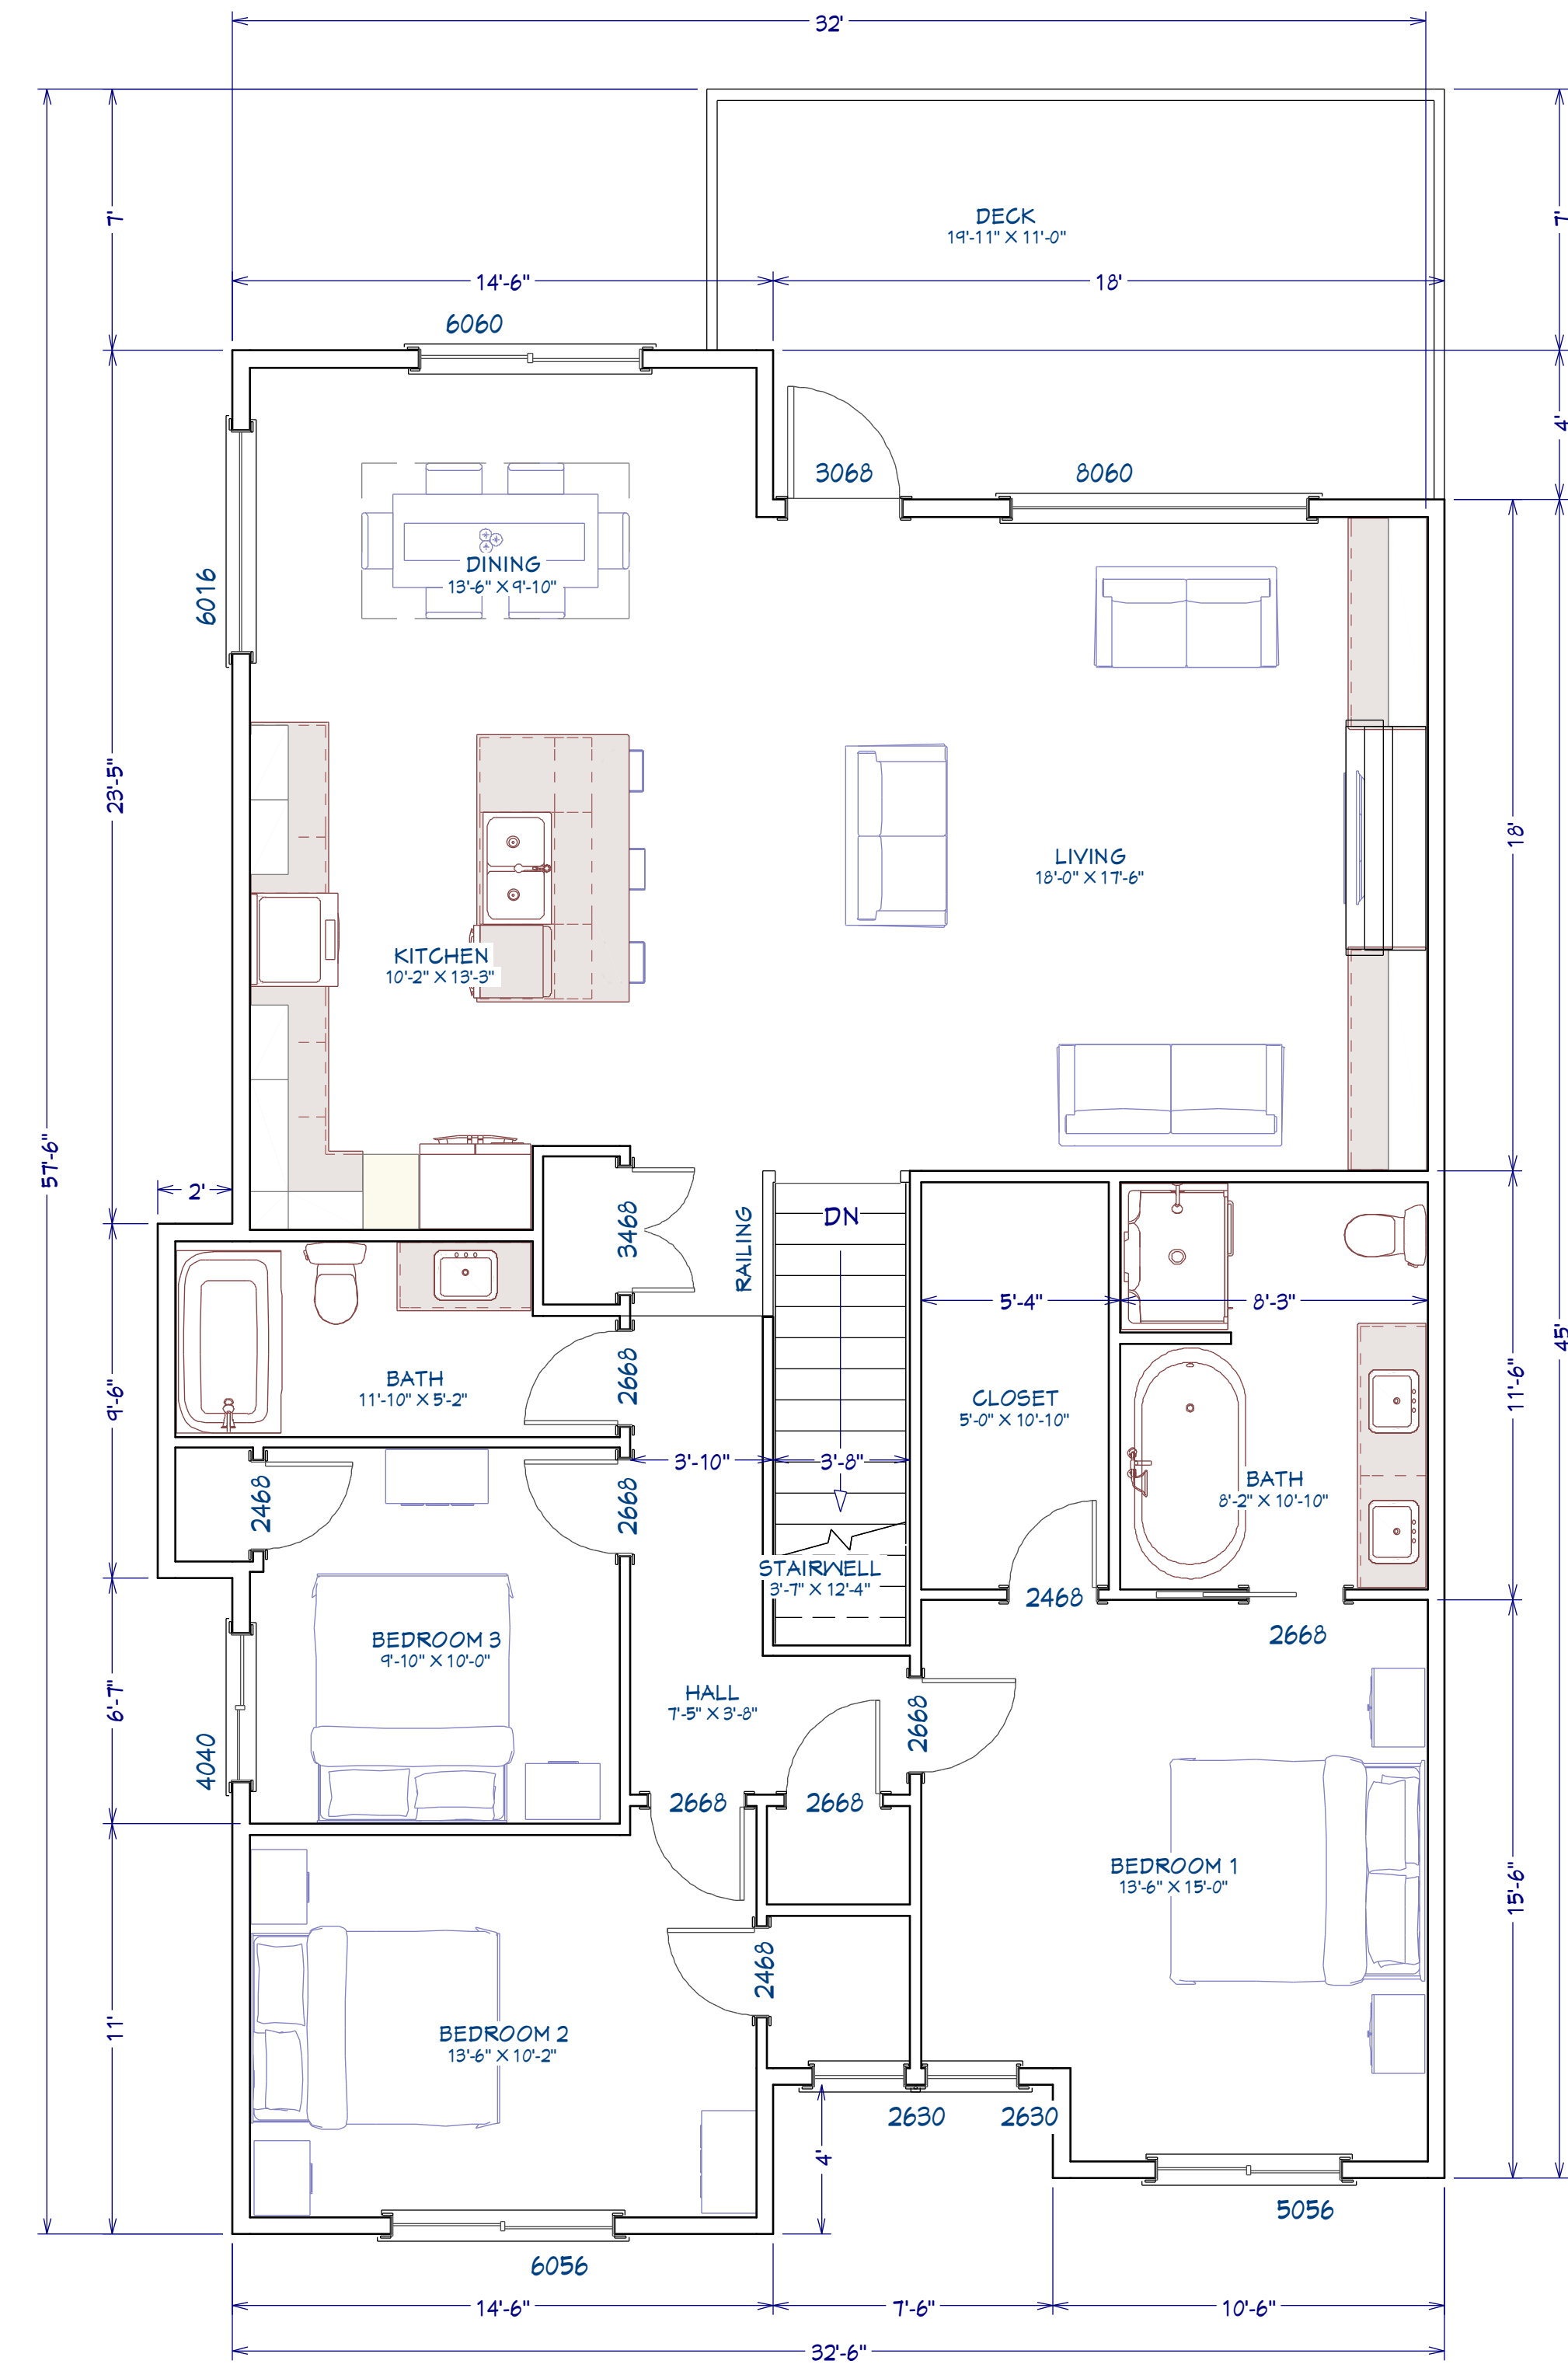 32'
7'
7'
DECK
19'-11" X 11'-0"
14'-6"
18'
6060
4'
3068
8060
6016
DINING
13'-6" X 9'-10"
23'-5"
18'
LIVING
18'-0" X 17'-6"
KITCHEN
10'-2" X 13'-3"
57'-6"
2'
3468
RAILING
DN
5'-4"
8'-3"
45'
9'-6"
BATH
11'-10" X 5'-2"
2668
CLOSET
5'-0" X 10'-10"
11'-6"
3'-10"
3'-8"
BATH
8'-2" X 10'-10"
2468
2668
STAIRWELL
3'-7" X 12'-4"
2468
2668
BEDROOM 3
9'-10" X 10'-0"
6'-7"
HALL
7'-5" X 3'-8"
2668
4040
2668
2668
BEDROOM 1
13'-6" X 15'-0"
15'-6"
2468
11'
BEDROOM 2
13'-6" X 10'-2"
2630
2630
4'
5056
6056
14'-6"
7'-6"
10'-6"
32'-6"